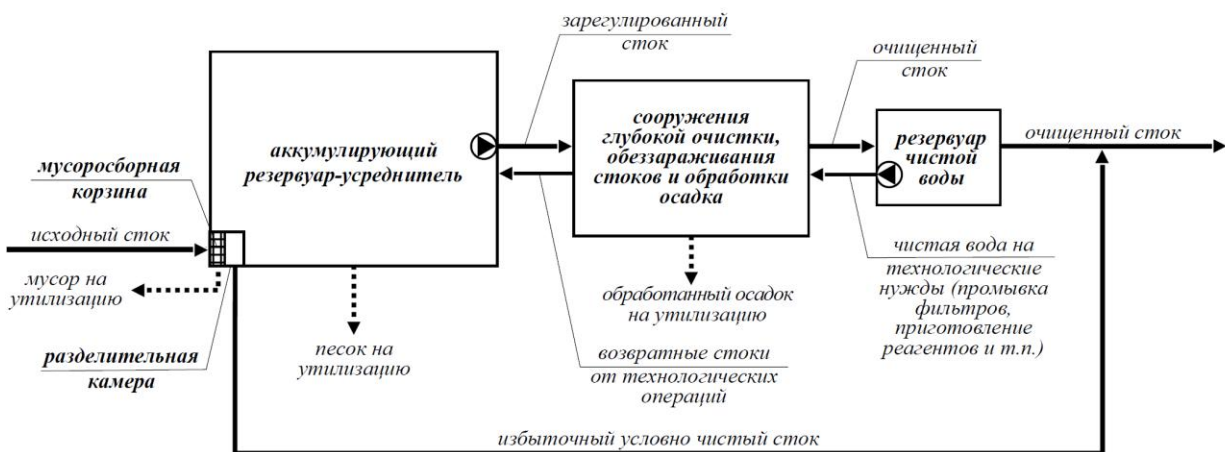 зарегулированный
сток
очищенный
сток
аккумулирующий
резервуар-усреднитель
сооружения
глубокой очистки,
обеззараживания
стоков и обработки
осадка
резервуар
чистой
воды
очищенный сток
мусоросборная
корзина
исходный сток
мусор на
утилизацию
разделительная
камера
песок на
утилизацию
обработанный осадок
на утилизацию
возвратные стоки
от технологических
операций
чистая вода на
технологические
нужды (промывка
фильтров,
приготовление
реагентов и т.п.)
избыточный условно чистый сток